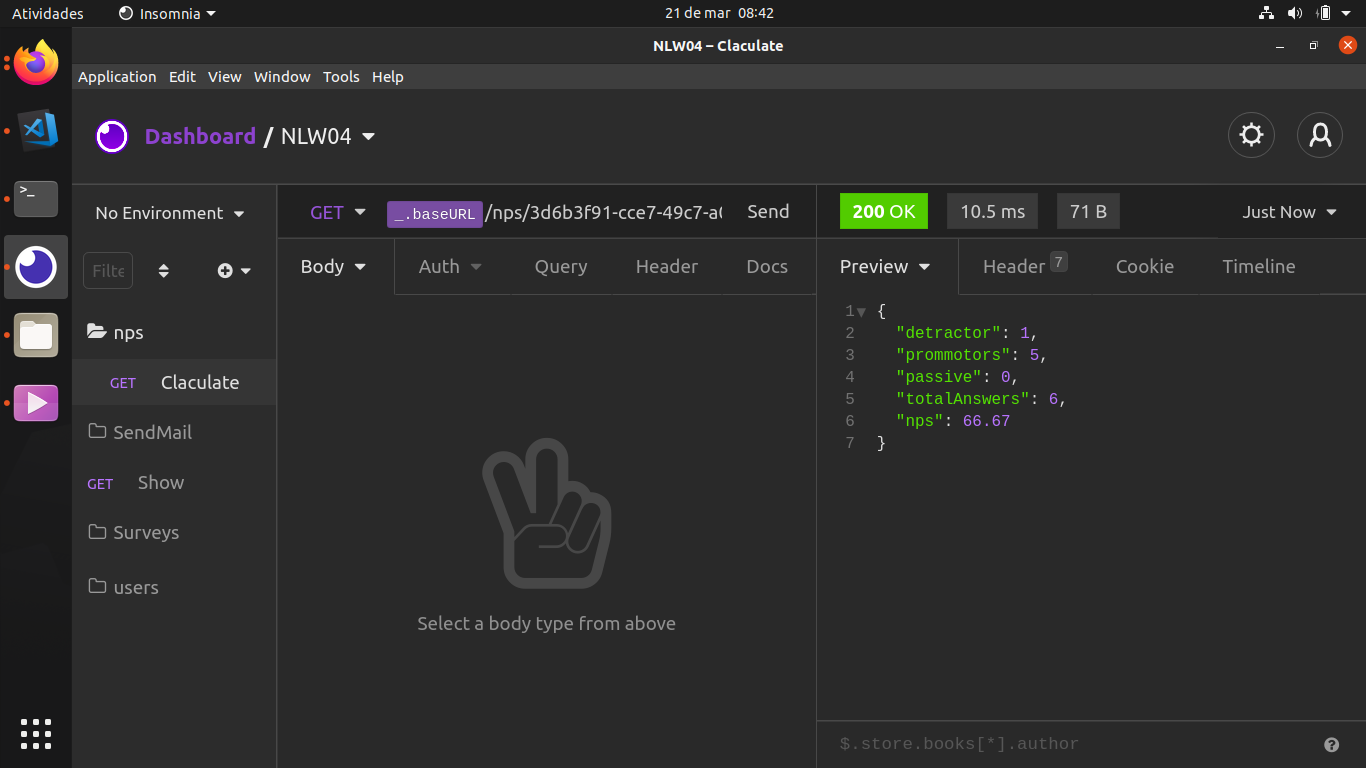 Atividades Insomnia 21 de mar 08:42
NLW04 – Claculate
Application Edit View Window Tools Help
Dashboard / NLW04
No Environment
GET _.baseURL /nps/3d6b3f91-cce7-49c7-a0 Send
200 OK 10.5 ms 71 B Just Now
Filte
Body Auth Query Header Docs
Preview Header 7 Cookie Timeline
nps
GET Claculate
SendMail
GET Show
Surveys
users
Select a body type from above
1 {
2 "detractor": 1,
3 "prommotors": 5,
4 "passive": 0,
5 "totalAnswers": 6,
6 "nps": 66.67
7 }
$.store.books[*].author